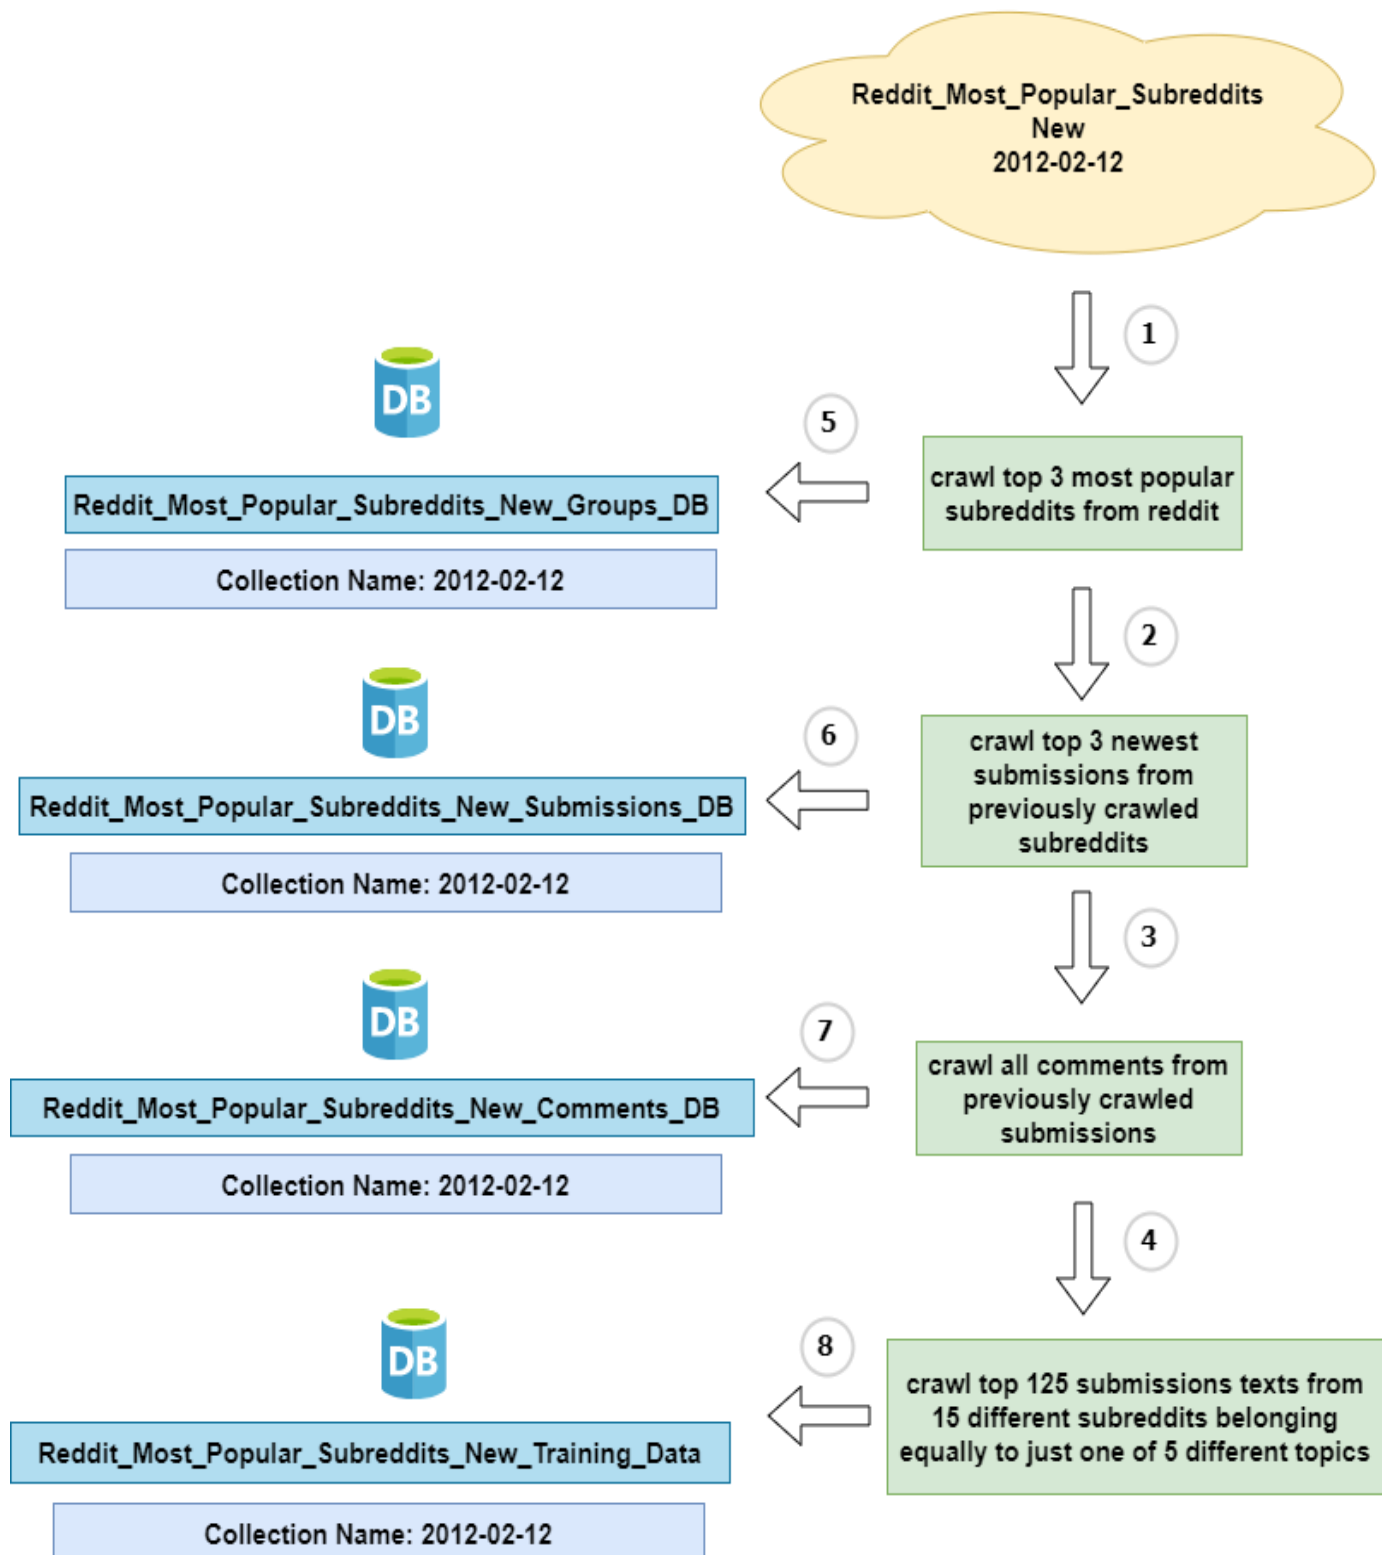 Reddit_Most_Popular_Subreddits
New
2012-02-12
1
DB
5
crawl top 3 most popular
subreddits from reddit
Reddit_Most_Popular_Subreddits_New_Groups_DB
Collection Name: 2012-02-12
2
DB
6
crawl top 3 newest
submissions from
previously crawled
subreddits
Reddit_Most_Popular_Subreddits_New_Submissions_DB
Collection Name: 2012-02-12
3
DB
7
crawl all comments from
previously crawled
submissions
Reddit_Most_Popular_Subreddits_New_Comments_DB
Collection Name: 2012-02-12
4
DB
8
crawl top 125 submissions texts from
15 different subreddits belonging
equally to just one of 5 different topics
Reddit_Most_Popular_Subreddits_New_Training_Data
Collection Name: 2012-02-12